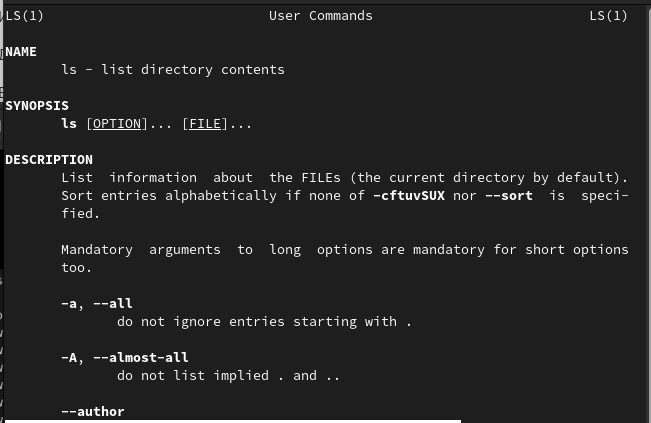 LS(1) User Commands LS(1)
NAME
ls - list directory contents
SYNOPSIS
ls [OPTION]... [FILE]...
DESCRIPTION
List information about the FILEs (the current directory by default).
Sort entries alphabetically if none of -cftuvSUX nor --sort is speci-
fied.
Mandatory arguments to long options are mandatory for short options
too.
-a, --all
do not ignore entries starting with .
-A, --almost-all
do not list implied . and ..
--author